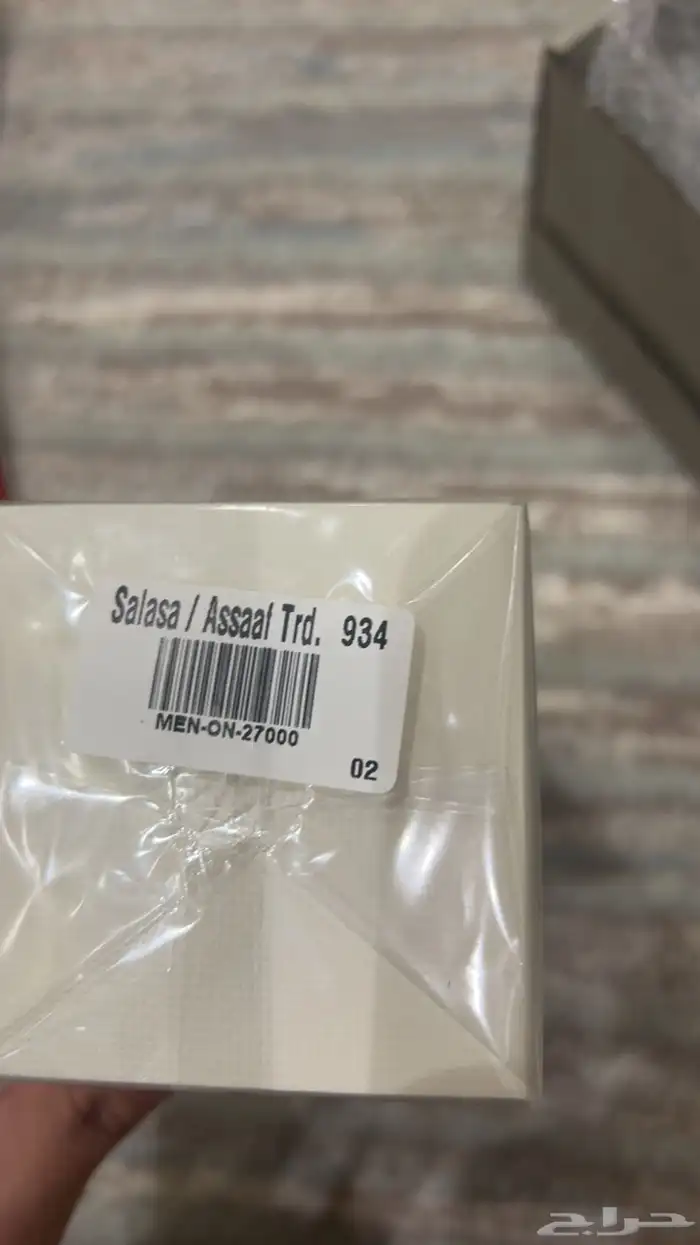 Salasa / Assaaf Trd. 934
MEN-ON-27000
02
حراج